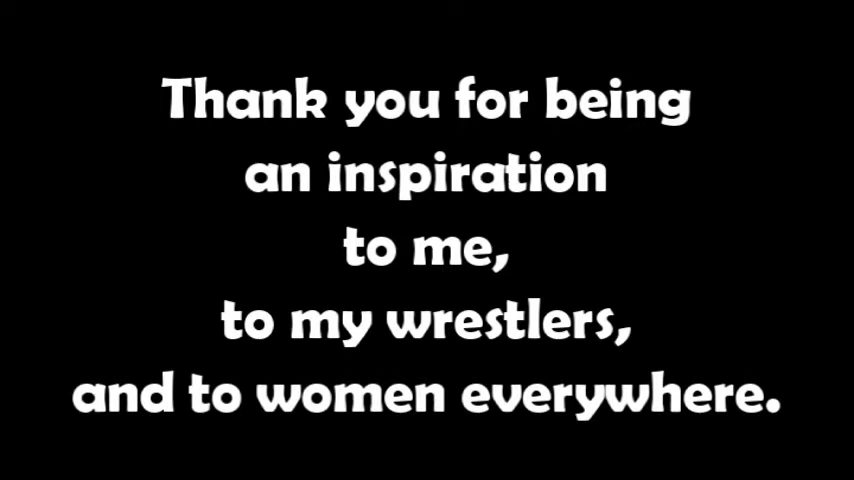 Thank you for being
an inspiration
to me,
to my wrestlers,
and to women everywhere.